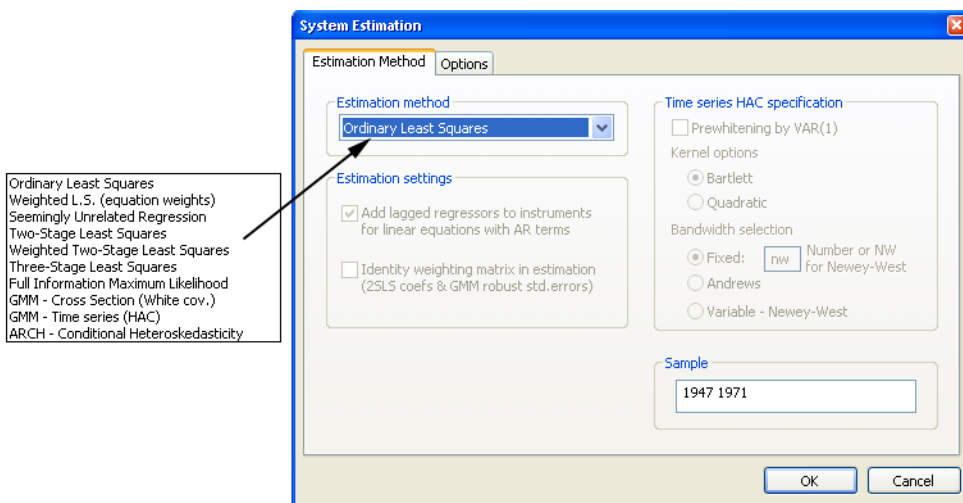 System Estimation
Estimation Method
Options
Estimation method
Ordinary Least Squares
Estimation settings
Add lagged regressors to instruments
for linear equations with AR terms
Identity weighting matrix in estimation
(2SLS coefs & GMM robust std.errors)
Time series HAC specification
Prewhitening by VAR(1)
Kernel options
Bartlett
Quadratic
Bandwidth selection
Fixed: nw Number or NW
for Newey-West
Andrews
Variable - Newey-West
Sample
1947 1971
OK
Cancel
Ordinary Least Squares
Weighted L.S. (equation weights)
Seemingly Unrelated Regression
Two-Stage Least Squares
Weighted Two-Stage Least Squares
Three-Stage Least Squares
Full Information Maximum Likelihood
GMM - Cross Section (White cov.)
GMM - Time series (HAC)
ARCH - Conditional Heteroskedasticity